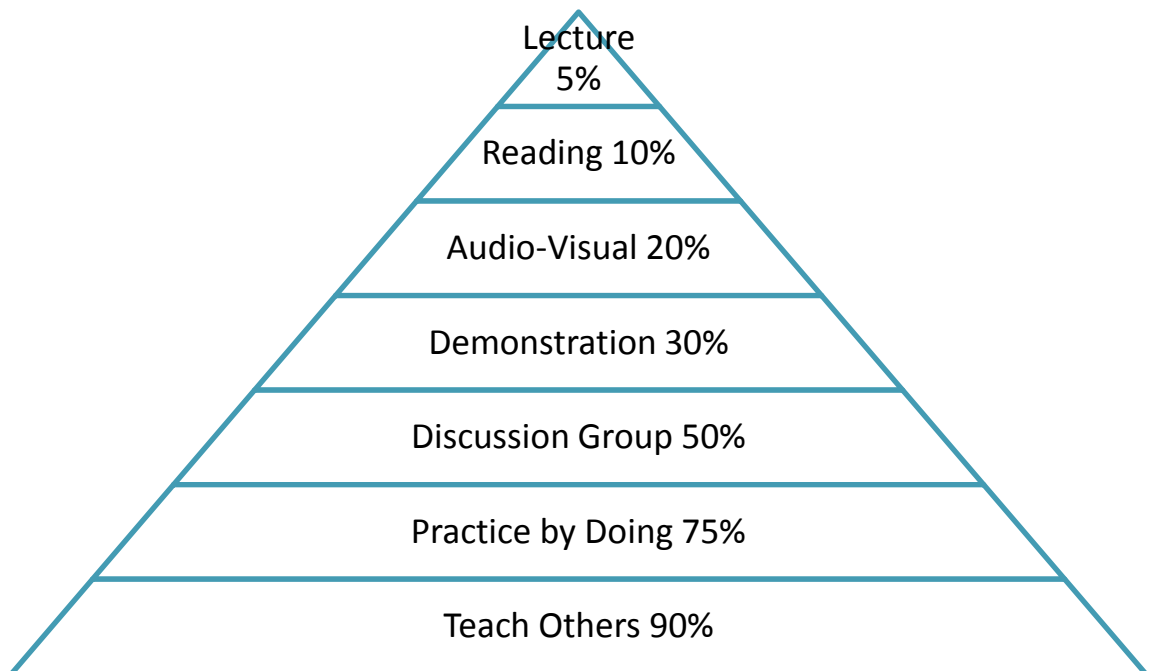 Lecture
5%
Reading 10%
Audio-Visual 20%
Demonstration 30%
Discussion Group 50%
Practice by Doing 75%
Teach Others 90%